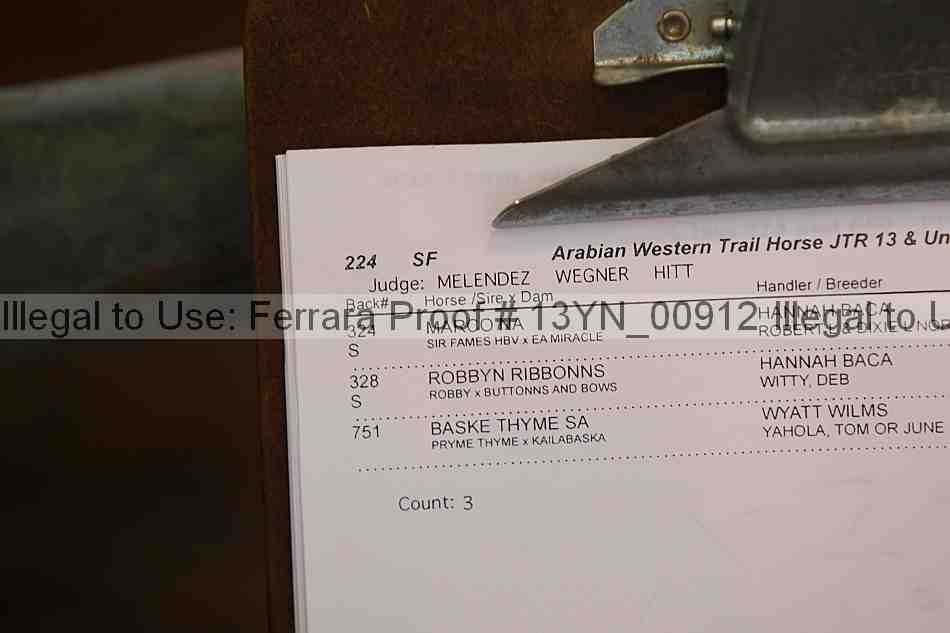 224 SF Arabian Western Trail Horse JTR 13 & Un
Judge: MELENDEZ WEGNER HITT
Back# Horse /Sire x Dam Handler / Breeder
Illegal to Use: Ferrara Proof # 13YN_00912 Illegal to U
324 HANNAH BACA
S SIR FAMES HBV x EA MIRACLE
328 ROBBYN RIBBONNS HANNAH BACA
S ROBBY x BUTTONNS AND BOWS WITTY, DEB
751 BASKE THYME SA WYATT WILMS
PRYME THYME x KAILABASKA YAHOLA, TOM OR JUNE
Count: 3